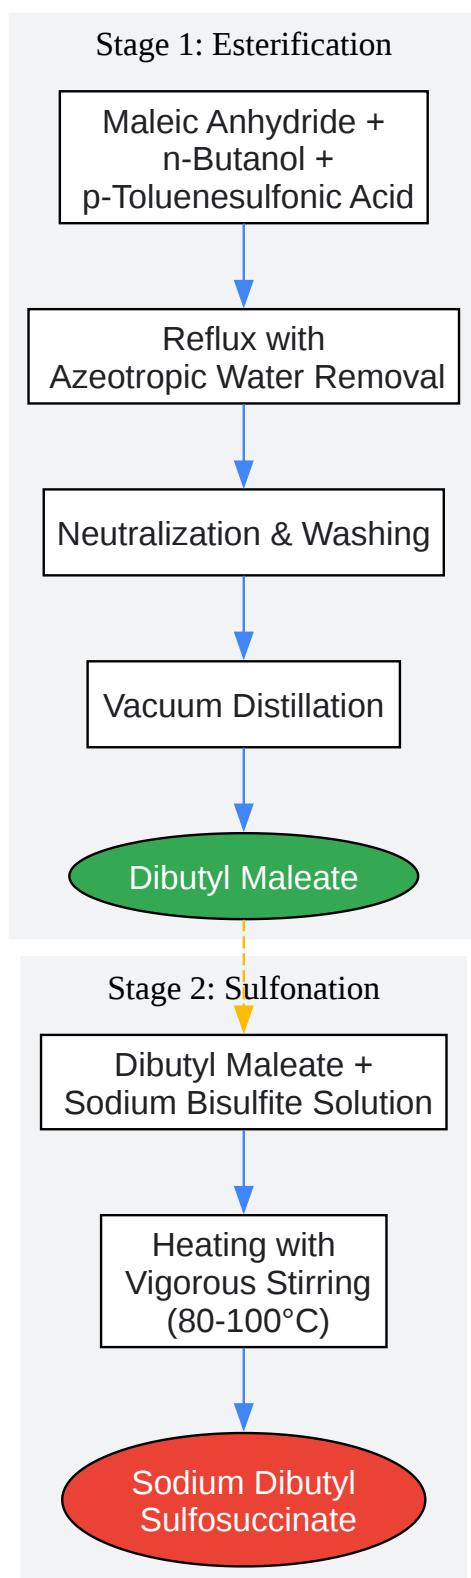 Stage 1: Esterification
Maleic Anhydride +
n-Butanol +
p-Toluenesulfonic Acid
Reflux with
Azeotropic Water Removal
Neutralization & Washing
Vacuum Distillation
Dibutyl Maleate
Stage 2: Sulfonation
Dibutyl Maleate +
Sodium Bisulfite Solution
Heating with
Vigorous Stirring
(80-100°C)
Sodium Dibutyl
Sulfosuccinate